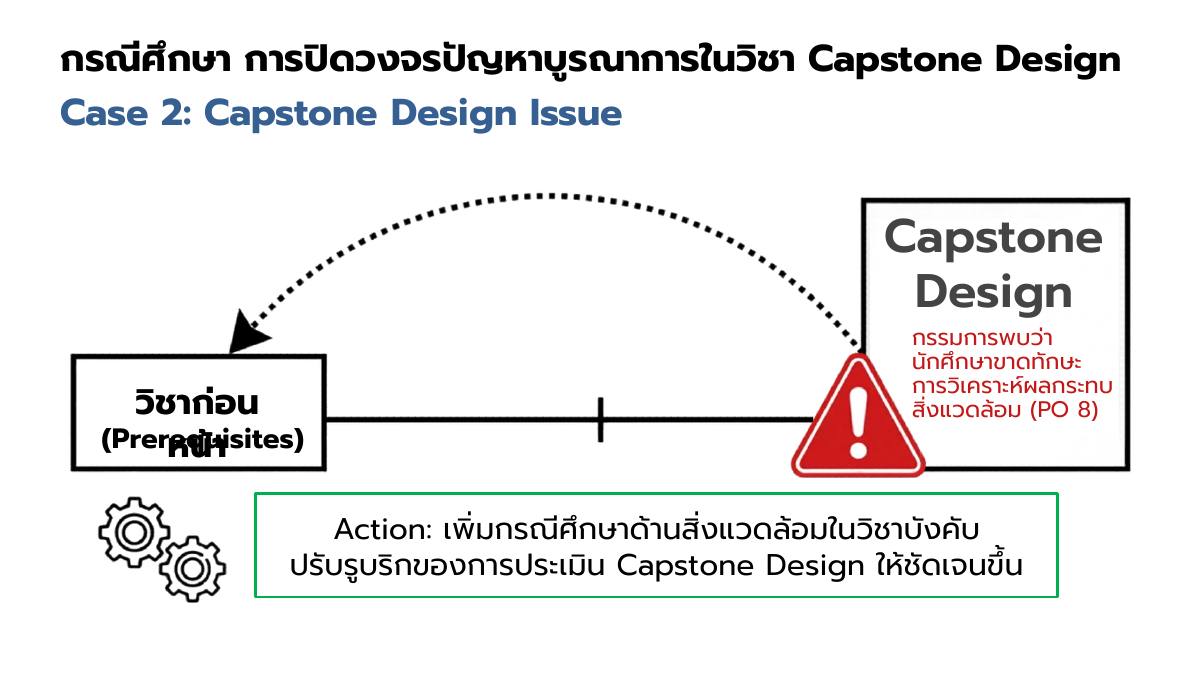 กรณีศึกษา การปิดวงจรปัญหาบูรณาการในวิชา Capstone Design
Case 2: Capstone Design Issue
Capstone
Design
กรรมการพบว่า
นักศึกษาขาดทักษะ
การวิเคราะห์ผลกระทบ
สิ่งแวดล้อม (PO 8)
วิชาก่อน
หน้า
(Prerequisites)
Action: เพิ่มกรณีศึกษาด้านสิ่งแวดล้อมในวิชาบังคับ
ปรับรูบริกของการประเมิน Capstone Design ให้ชัดเจนขึ้น